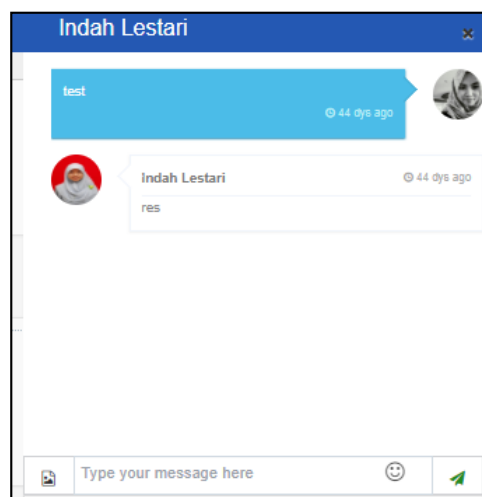 Indah Lestari
test
44 dys ago
Indah Lestari 44 dys ago
res
Type your message here